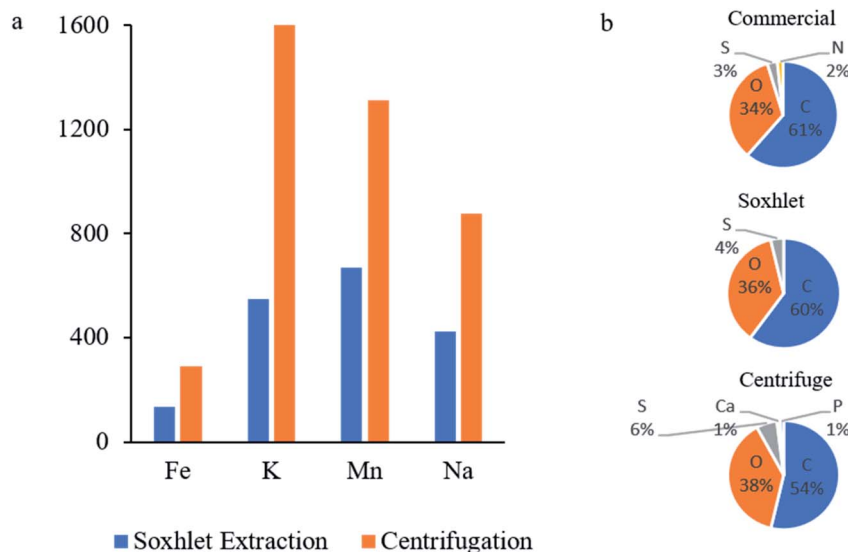 a
1600
1200
800
400
0
Fe K Mn Na
Soxhlet Extraction Centrifugation
b
Commercial
S N
3% 2%
O
34%
C
61%
Soxhlet
S
4%
O
36%
C
60%
Centrifuge
S Ca P
6% 1% 1%
O
38%
C
54%